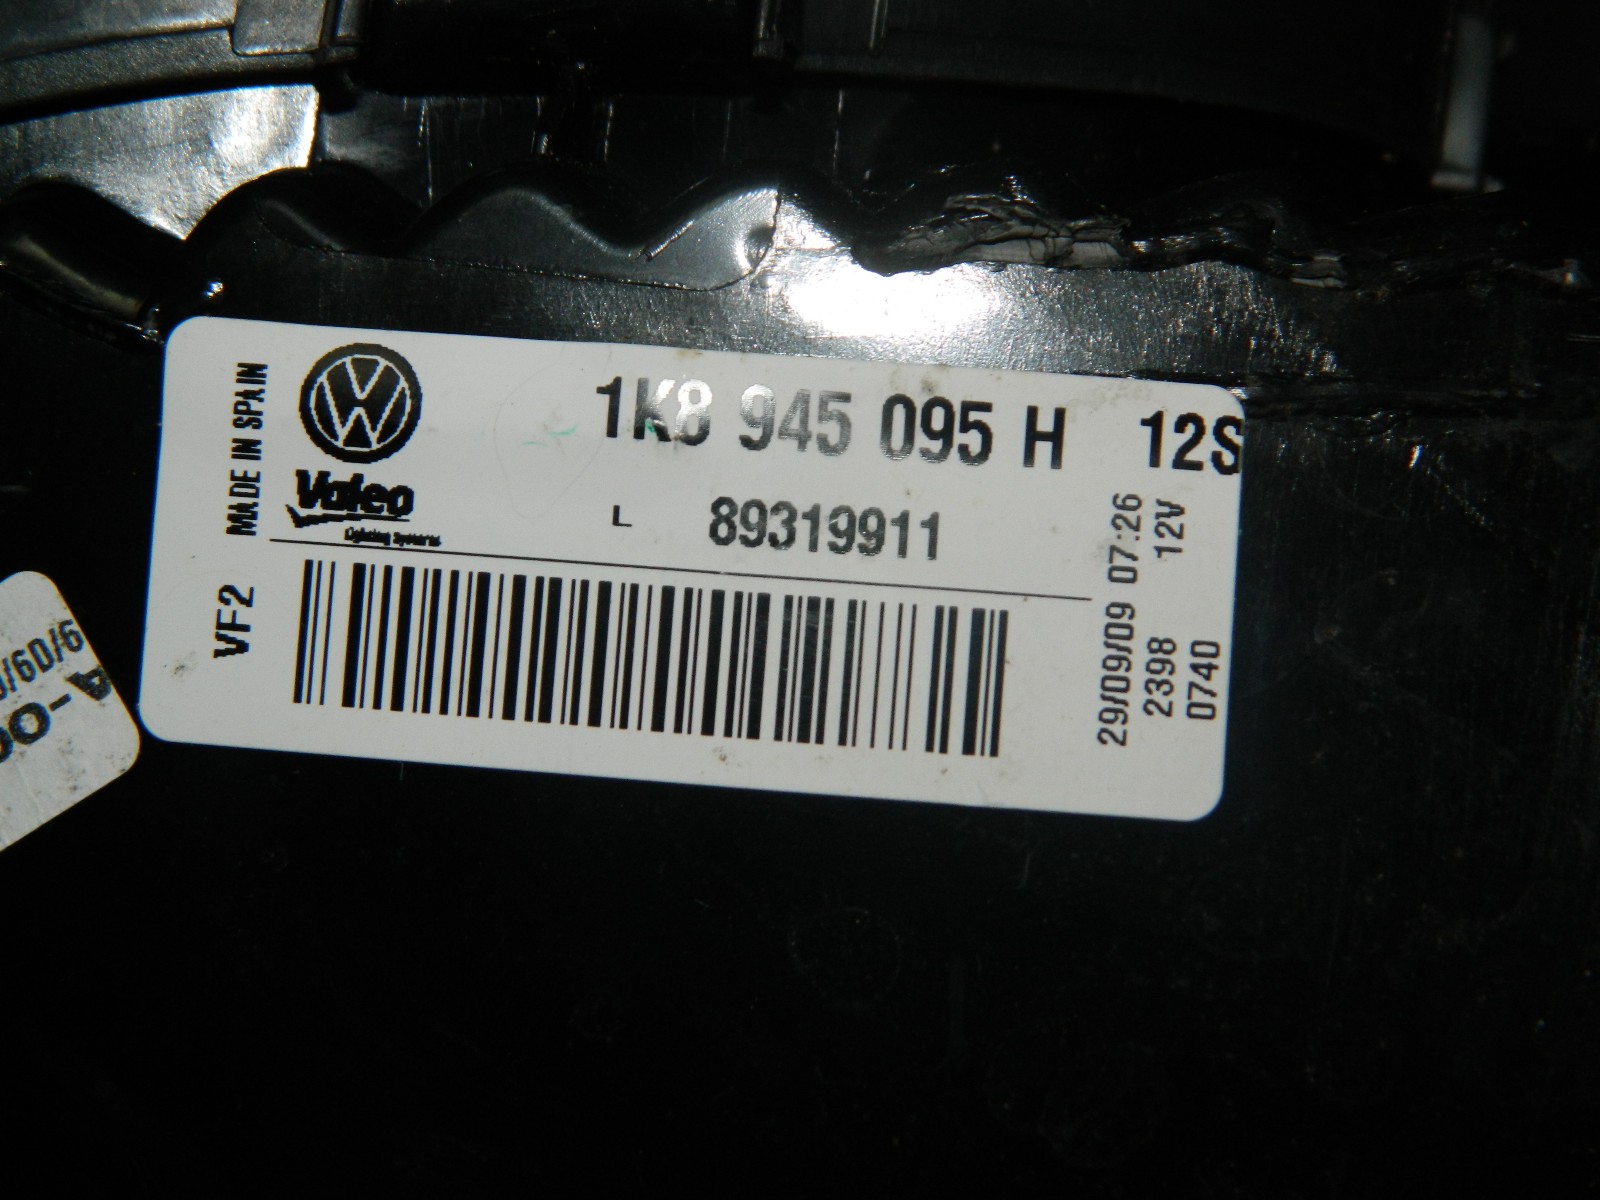 MADE IN SPAIN
VW
1K8 945 095 H 12S
Valeo
Lighting Systems
L 89319911
VF2
29/09/09 07:26
2398 12V
0740